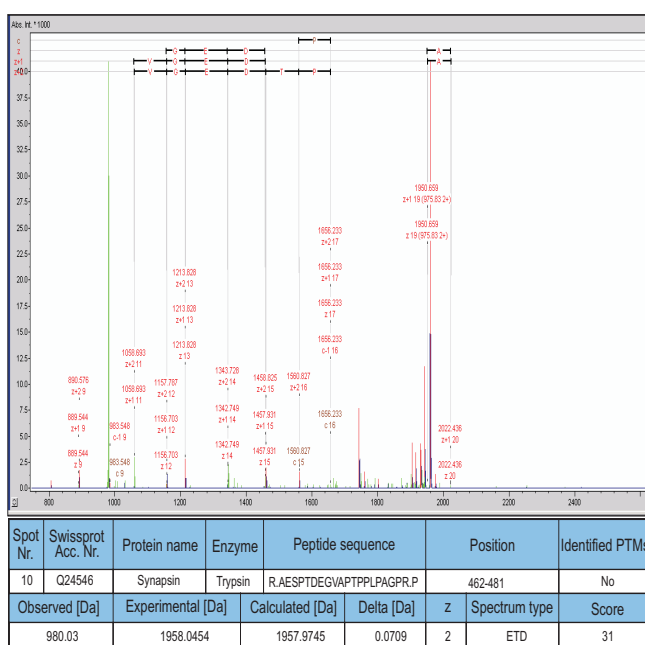 Abs. Int. * 1000
c
z
z+1
z+2
P
G E D A
V G E D A
V G E D T P
40.0
37.5
35.0
32.5
30.0
27.5
25.0
22.5
20.0
17.5
15.0
12.5
10.0
7.5
5.0
2.5
0.0
1950.659
z+1 19 (975.83 2+)
1950.659
z 19 (975.83 2+)
1656.233
z+2 17
1656.233
z+1 17
1656.233
z 17
1656.233
c-1 16
1656.233
c 16
1213.828
z+2 13
1213.828
z+1 13
1213.828
z 13
1058.693
z+2 11
1058.693
z+1 11
1157.787
z+2 12
1156.703
z+1 12
1156.703
z 12
1343.728
z+2 14
1342.749
z+1 14
1342.749
z 14
1458.825
z+2 15
1457.931
z+1 15
1457.931
z 15
1560.827
z+2 16
1560.827
c 15
890.576
z+2 9
889.544
z+1 9
889.544
z 9
983.548
c-1 9
983.548
c 9
2022.436
z+1 20
2022.436
z 20
800 1000 1200 1400 1600 1800 2000 2200 2400
Spot Nr. Swissprot Acc. Nr. Protein name Enzyme Peptide sequence Position Identified PTMs
10 Q24546 Synapsin Trypsin R.AESPTDEGVAPTPPLPAGPR.P 462-481 No
Observed [Da] Experimental [Da] Calculated [Da] Delta [Da] z Spectrum type Score
980.03 1958.0454 1957.9745 0.0709 2 ETD 31